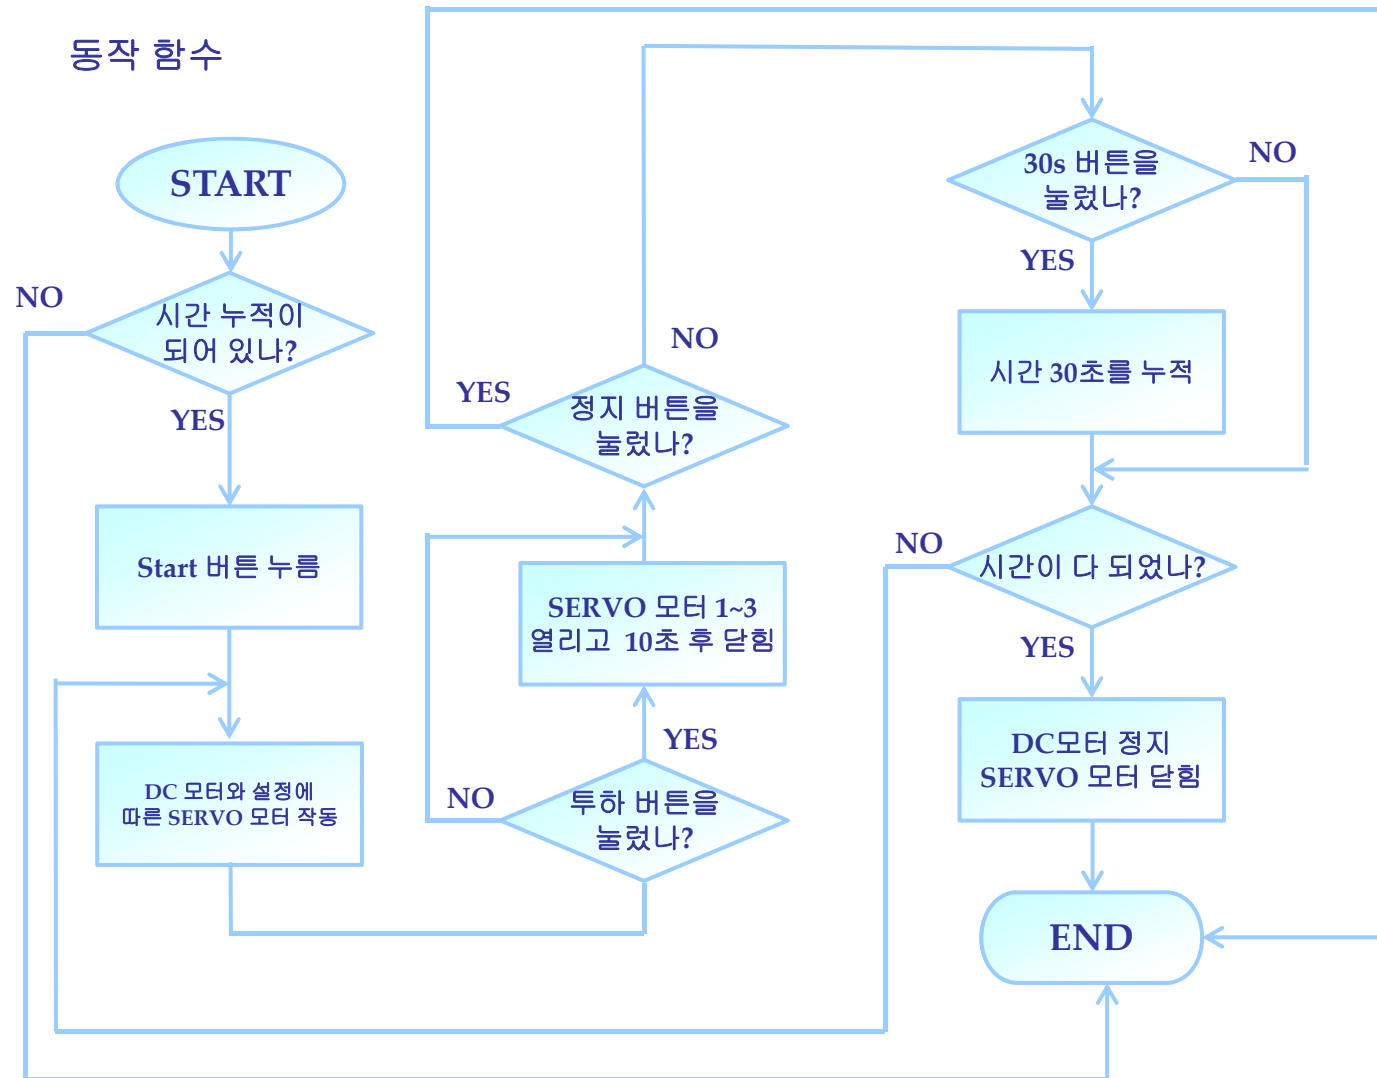 동작 함수
START
NO
시간 누적이
되어 있나?
YES
Start 버튼 누름
DC 모터와 설정에
따른 SERVO 모터 작동
NO
YES
정지 버튼을
눌렀나?
SERVO 모터 1~3
열리고 10초 후 닫힘
YES
NO
투하 버튼을
눌렀나?
30s 버튼을
눌렀나?
NO
YES
시간 30초를 누적
NO
시간이 다 되었나?
YES
DC모터 정지
SERVO 모터 닫힘
END